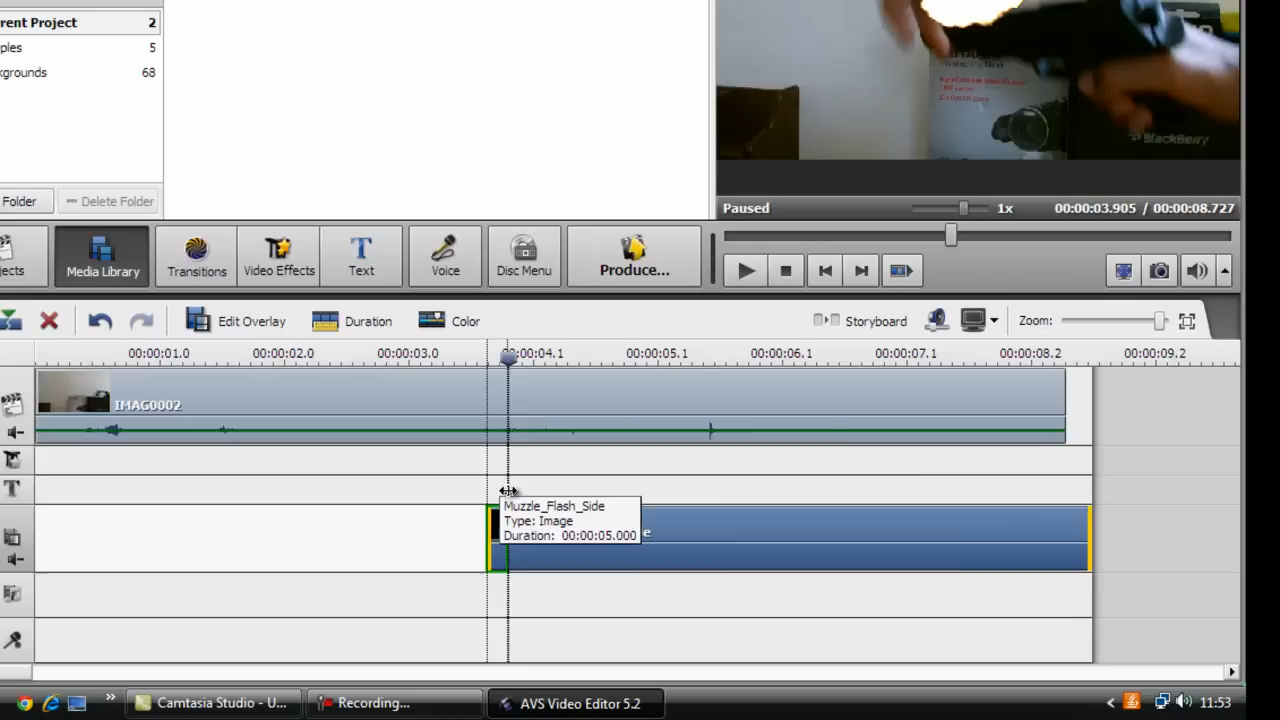 rent Project 2
ples 5
kgrounds 68
Folder
Delete Folder
BlackBerry
Paused 1x 00:00:03.905 / 00:00:08.727
jects
Media Library
Transitions
Video Effects
Text
Voice
Disc Menu
Produce...
Edit Overlay
Duration
Color
Storyboard
Zoom:
00:00:01.0 00:00:02.0 00:00:03.0 00:00:04.1 00:00:05.1 00:00:06.1 00:00:07.1 00:00:08.2 00:00:09.2
IMAG0002
T
Muzzle_Flash_Side
Type: Image
Duration: 00:00:05.000
e
Camtasia Studio - U...
Recording...
AVS Video Editor 5.2
11:53